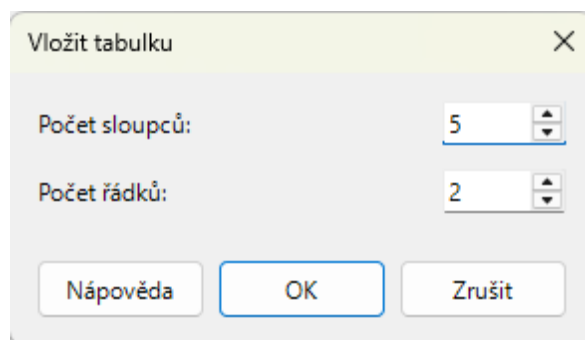 Vložit tabulku
Počet sloupců: 5
Počet řádků: 2
Nápověda OK Zrušit